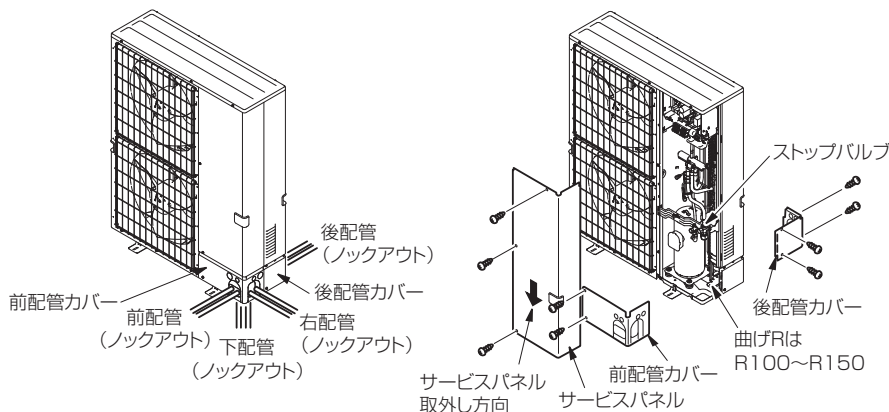 後配管
(ノックアウト)
前配管カバー
後配管カバー
前配管
(ノックアウト)
右配管
(ノックアウト)
下配管
(ノックアウト)
ストップバルブ
後配管カバー
曲げRは
R100~R150
前配管カバー
サービスパネル
取外し方向
サービスパネル